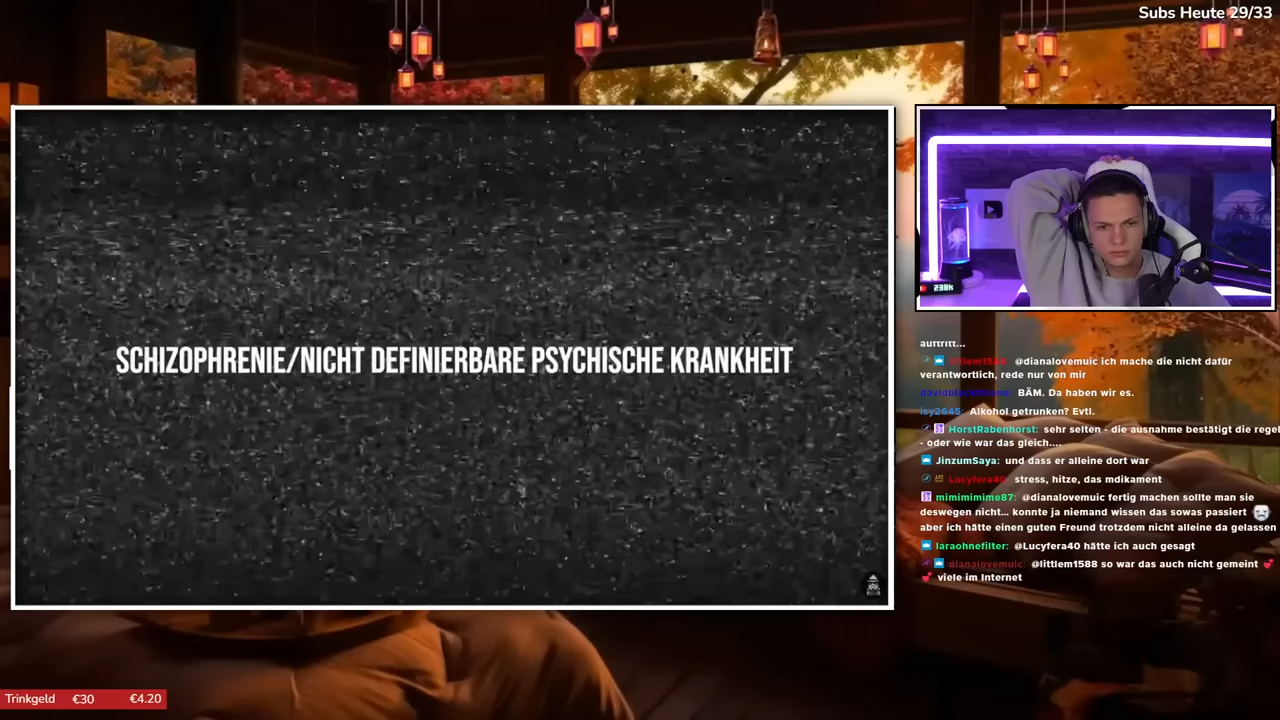 Subs Heute 29/33
SCHIZOPHRENIE/NICHT DEFINIERBARE PSYCHISCHE KRANKHEIT
238K
auftritt...
littlem1588: @dianalovemuic ich mache die nicht dafür
verantwortlich, rede nur von mir
BÄM. Da haben wir es.
isy2645: Alkohol getrunken? Evtl.
HorstRabenhorst: sehr selten - die ausnahme bestätigt die regel
- oder wie war das gleich....
JinzumSaya: und dass er alleine dort war
Lucyfera40: stress, hitze, das mdikament
mimimimime87: @dianalovemuic fertig machen sollte man sie
deswegen nicht... konnte ja niemand wissen das sowas passiert
aber ich hätte einen guten Freund trotzdem nicht alleine da gelassen
laraohnefilter: @Lucyfera40 hätte ich auch gesagt
dianalovemuic: @littlem1588 so war das auch nicht gemeint
viele im Internet
Trinkgeld €30 €4.20